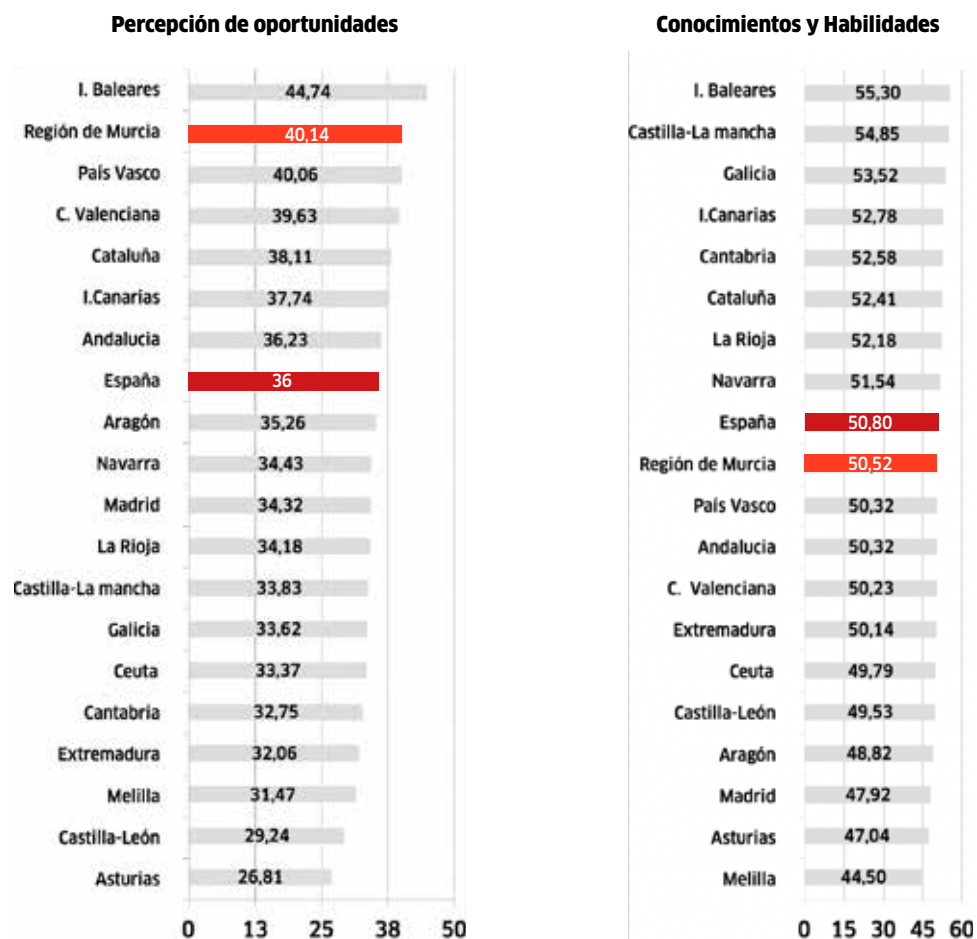 Percepción de oportunidades
I. Baleares 44,74
Región de Murcia 40,14
País Vasco 40,06
C. Valenciana 39,63
Cataluña 38,11
I.Canarias 37,74
Andalucia 36,23
España 36
Aragón 35,26
Navarra 34,43
Madrid 34,32
La Rioja 34,18
Castilla-La mancha 33,83
Galicia 33,62
Ceuta 33,37
Cantabria 32,75
Extremadura 32,06
Melilla 31,47
Castilla-León 29,24
Asturias 26,81
0 13 25 38 50
Conocimientos y Habilidades
I. Baleares 55,30
Castilla-La mancha 54,85
Galicia 53,52
I.Canarias 52,78
Cantabria 52,58
Cataluña 52,41
La Rioja 52,18
Navarra 51,54
España 50,80
Región de Murcia 50,52
País Vasco 50,32
Andalucia 50,32
C. Valenciana 50,23
Extremadura 50,14
Ceuta 49,79
Castilla-León 49,53
Aragón 48,82
Madrid 47,92
Asturias 47,04
Melilla 44,50
0 15 30 45 60